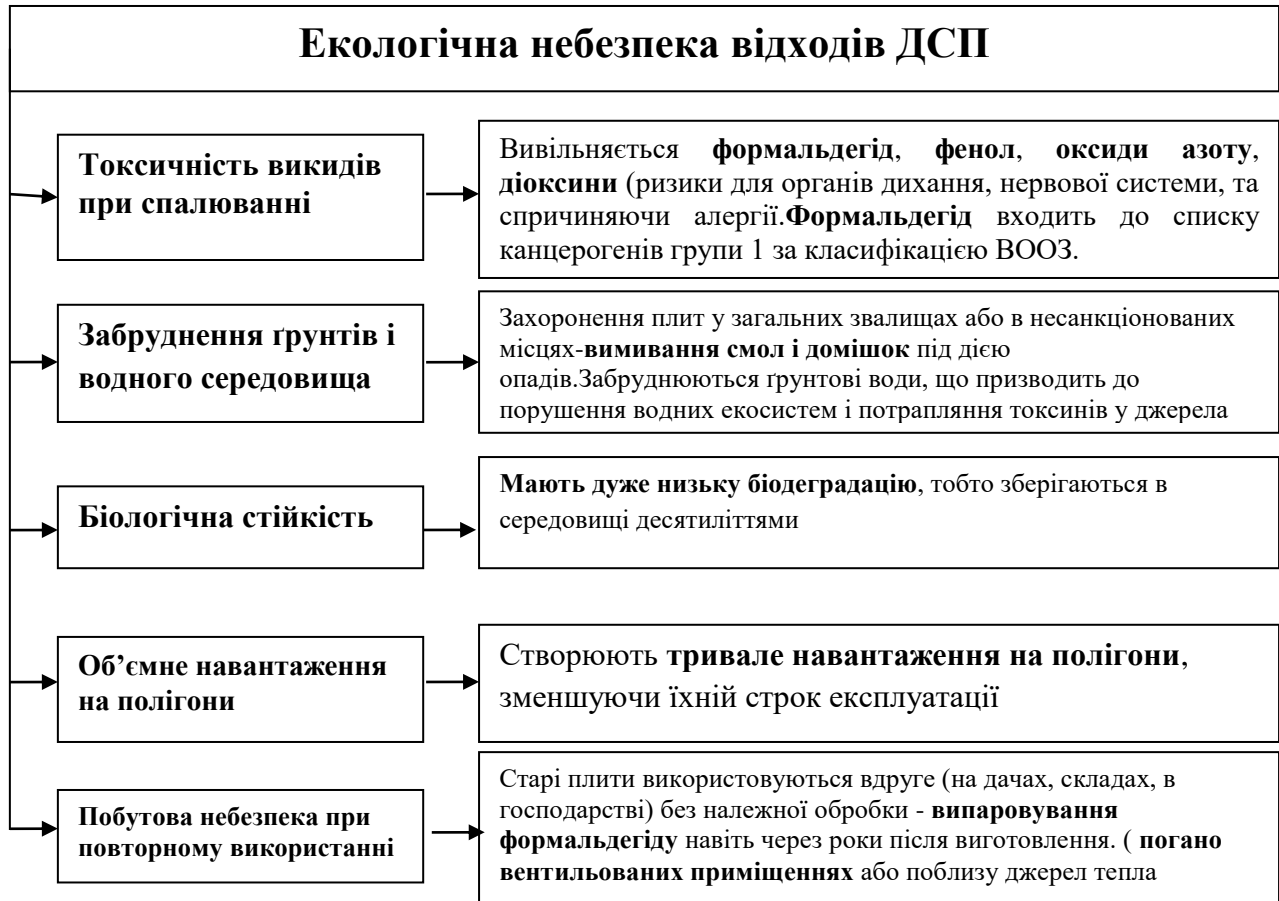 Екологічна небезпека відходів ДСП
Токсичність викидів
при спалюванні
Вивільняється формальдегід, фенол, оксиди азоту,
діоксини (ризики для органів дихання, нервової системи, та
спричиняючи алергії.Формальдегід входить до списку
канцерогенів групи 1 за класифікацією ВООЗ.
Забруднення ґрунтів і
водного середовища
Захоронення плит у загальних звалищах або в несанкціонованих
місцях-вимивання смол і домішок під дією
опадів.Забруднюються ґрунтові води, що призводить до
порушення водних екосистем і потрапляння токсинів у джерела
Біологічна стійкість
Мають дуже низьку біодеградацію, тобто зберігаються в
середовищі десятиліттями
Об’ємне навантаження
на полігони
Створюють тривале навантаження на полігони,
зменшуючи їхній строк експлуатації
Побутова небезпека при
повторному використанні
Старі плити використовуються вдруге (на дачах, складах, в
господарстві) без належної обробки - випаровування
формальдегіду навіть через роки після виготовлення. ( погано
вентильованих приміщеннях або поблизу джерел тепла